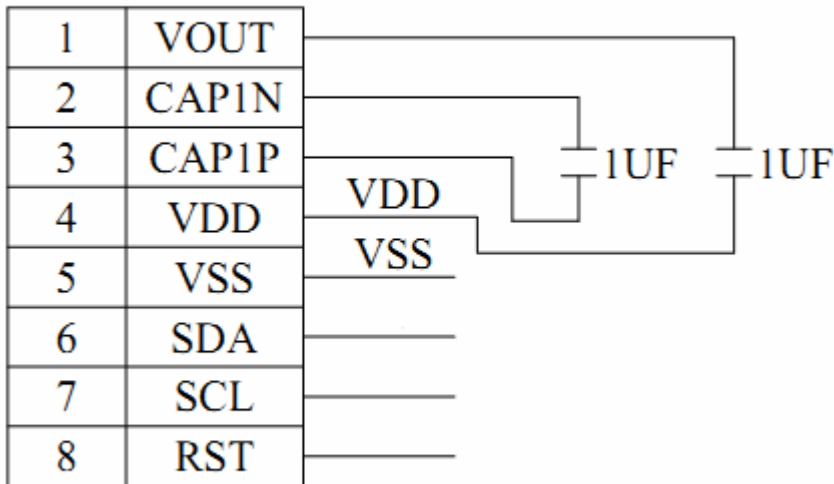 1 VOUT
2 CAP1N
3 CAP1P 1UF 1UF
VDD
4 VDD
VSS
5 VSS
6 SDA
7 SCL
8 RST